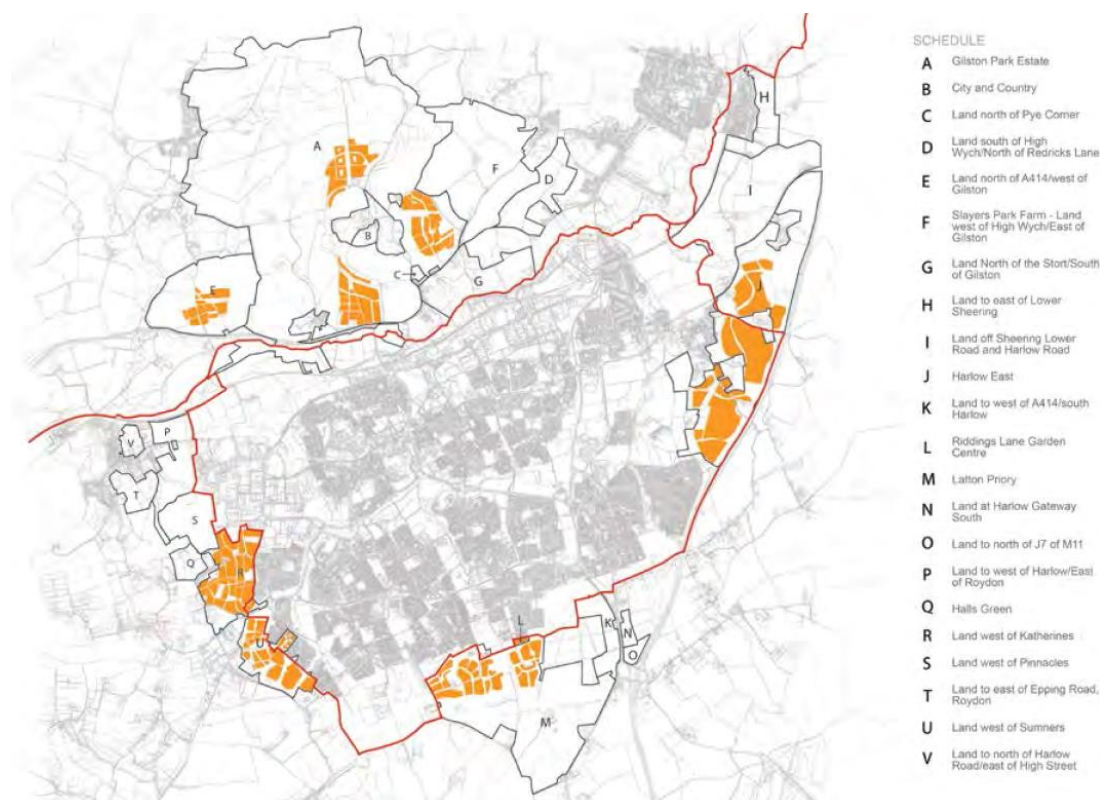 SCHEDULE
A Gilston Park Estate
B City and Country
C Land north of Pye Corner
D Land south of High
Wych/North of Redricks Lane
E Land north of A414/west of
Gilston
F Slayers Park Farm - Land
west of High Wych/East of
Gilston
G Land North of the Stort/South
of Gilston
H Land to east of Lower
Sheering
I Land off Sheering Lower
Road and Harlow Road
J Harlow East
K Land to west of A414/south
Harlow
L Riddings Lane Garden
Centre
M Latton Priory
N Land at Harlow Gateway
South
O Land to north of J7 of M11
P Land to west of Harlow/East
of Roydon
Q Halls Green
R Land west of Katherines
S Land west of Pinnacles
T Land to east of Epping Road,
Roydon
U Land west of Sumners
V Land to north of Harlow
Road/east of High Street
H
A
F
D
I
B
C
G
E
J
V
P
T
S
Q
R
L
K
N
U
O
M